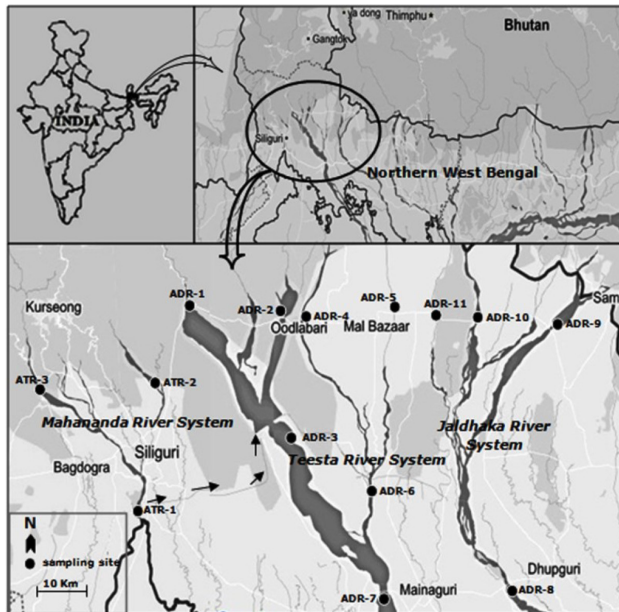 ya dong
Thimphu
Gangtok
Bhutan
INDIA
Siliguri
Northern West Bengal
ADR-1
ADR-2
ADR-5
ADR-11
Kurseong
Oodlabari
ADR-4
Mal Bazaar
ADR-10
ADR-9
Sam
ATR-3
ATR-2
Mahananda River System
Jaldhaka River
System
ADR-3
Siliguri
Teesta River System
Bagdogra
ADR-6
ATR-1
N
sampling site
10 Km
Mainaguri
Dhupguri
ADR-7
ADR-8